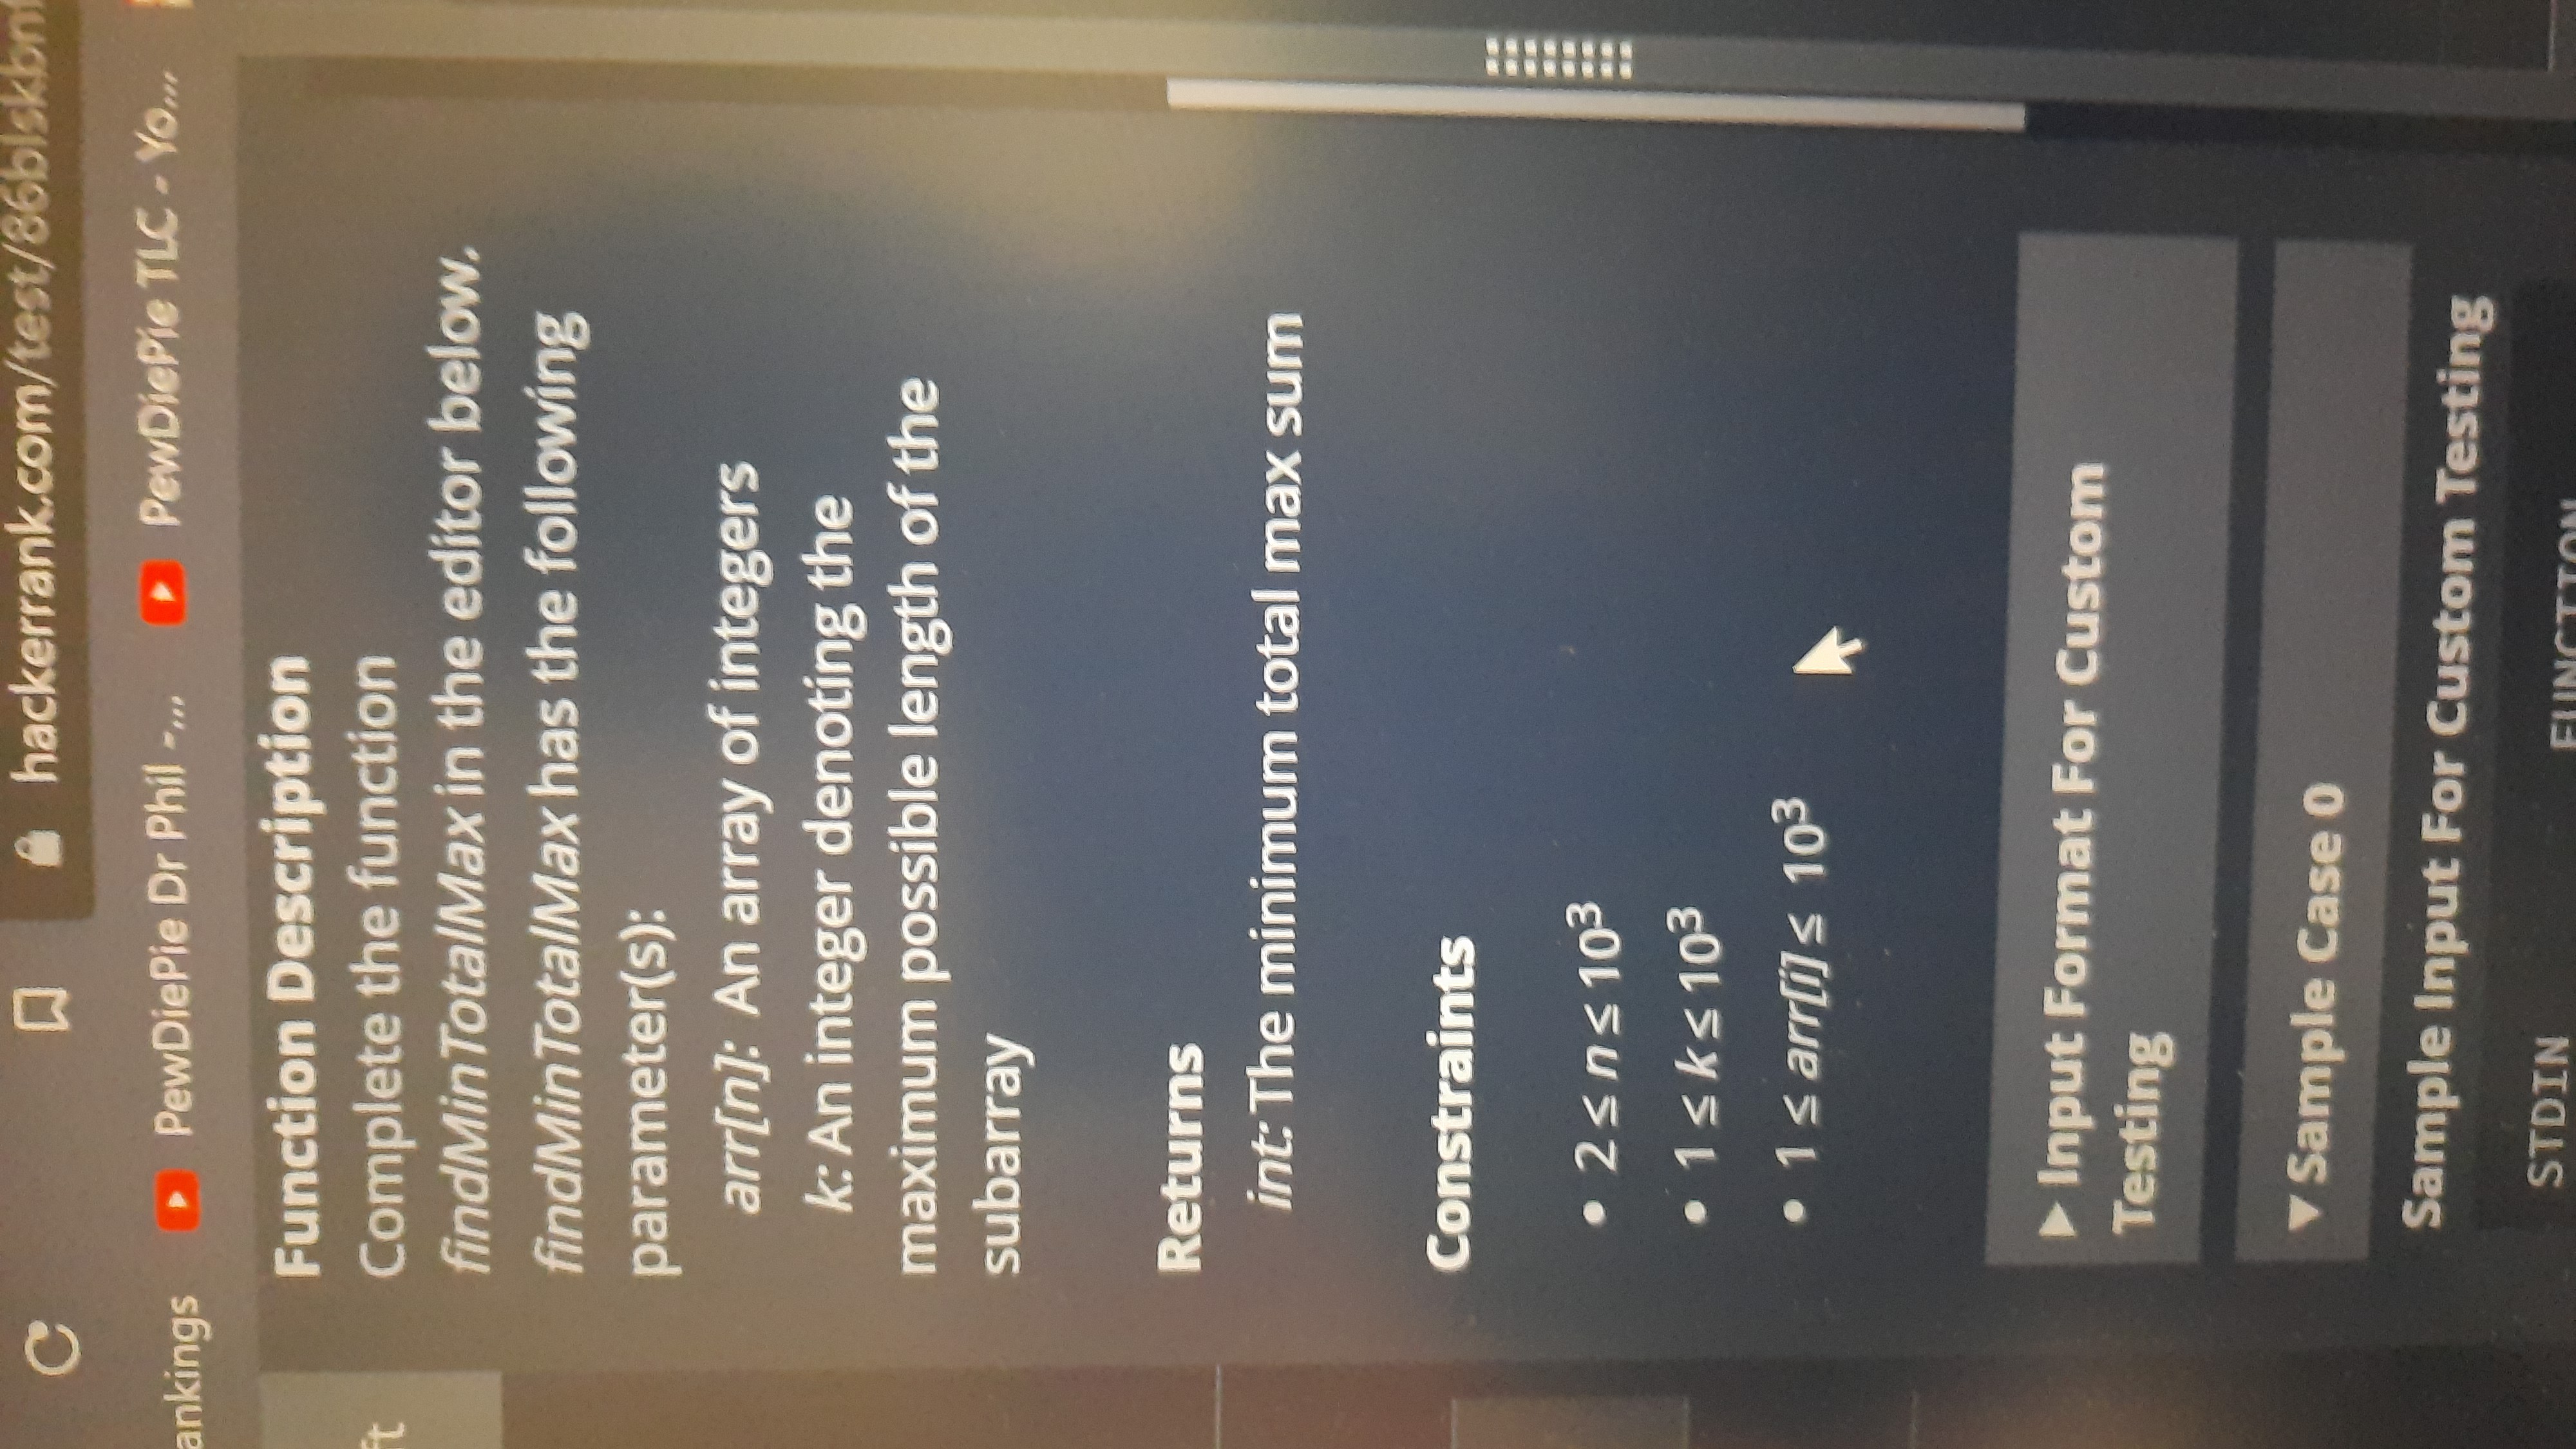 hackerrank.com/test/86blskbn
ankings PewDiePie Dr Phil -... PewDiePie TLC - Yo...
ft
Function Description
Complete the function
findMinTotalMax in the editor below.
findMinTotalMax has the following
parameter(s):
arr[n]: An array of integers
k: An integer denoting the
maximum possible length of the
subarray
Returns
int: The minimum total max sum
Constraints
• 2 ≤ n ≤ 10³
• 1 ≤ k ≤ 10³
• 1 ≤ arr[i] ≤ 10³
▶ Input Format For Custom
Testing
▼ Sample Case 0
Sample Input For Custom Testing
STDIN FUNCTION